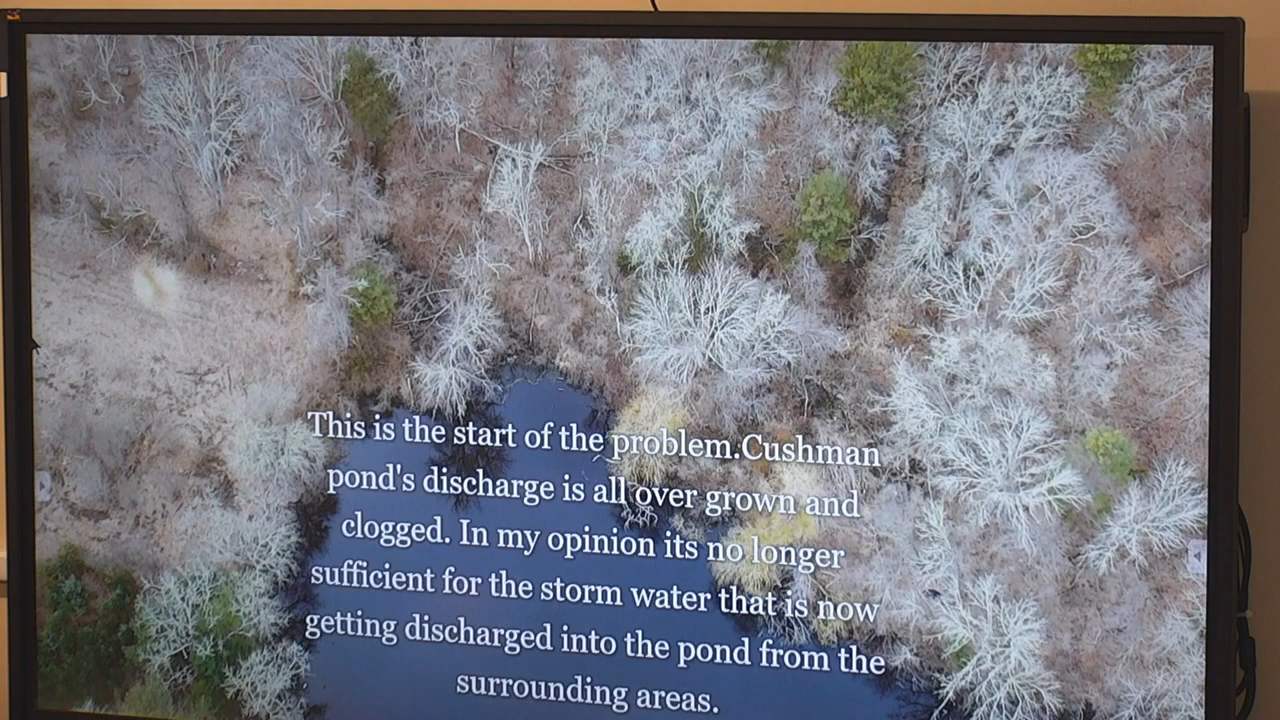 This is the start of the problem.Cushman
pond's discharge is all over grown and
clogged. In my opinion its no longer
sufficient for the storm water that is now
getting discharged into the pond from the
surrounding areas.